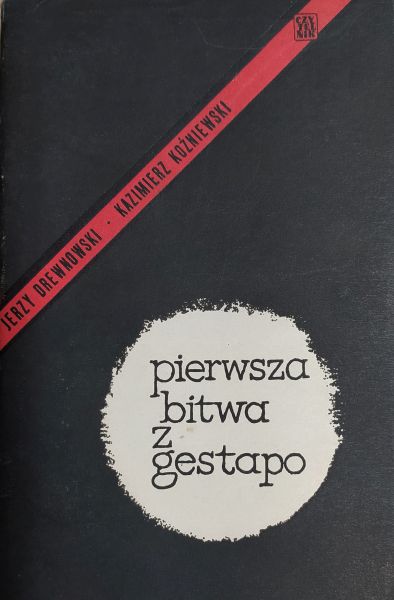 CZY
TEL
NIK
JERZY DREWNOWSKI · KAZIMIERZ KOŹNIEWSKI
pierwsza
bitwa
z
gestapo